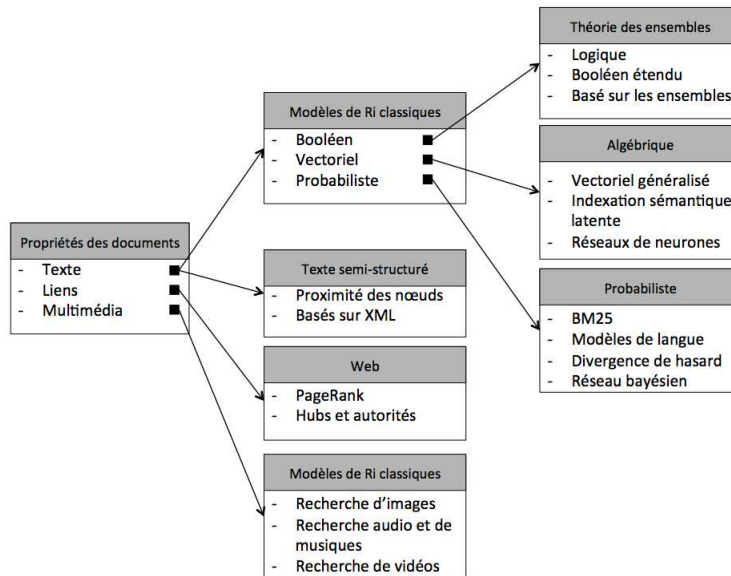 Propriétés des documents
- Texte
- Liens
- Multimédia
Modèles de Ri classiques
- Booléen
- Vectoriel
- Probabiliste
Texte semi-structuré
- Proximité des nœuds
- Basés sur XML
Web
- PageRank
- Hubs et autorités
Modèles de Ri classiques
- Recherche d'images
- Recherche audio et de
musiques
- Recherche de vidéos
Théorie des ensembles
- Logique
- Booléen étendu
- Basé sur les ensembles
Algébrique
- Vectoriel généralisé
- Indexation sémantique
latente
- Réseaux de neurones
Probabiliste
- BM25
- Modèles de langue
- Divergence de hasard
- Réseau bayésien